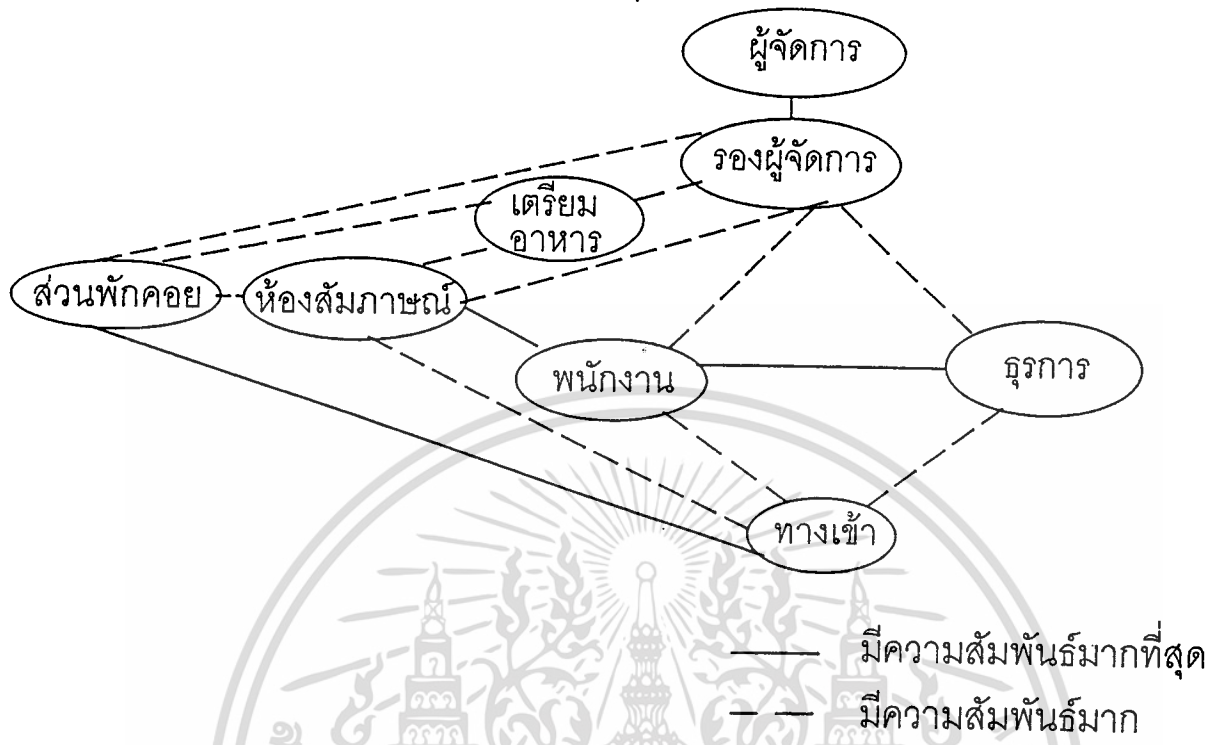 ผู้จัดการ
รองผู้จัดการ
เตรียม
อาหาร
ส่วนพักคอย
ห้องสัมภาษณ์
พนักงาน
ธุรการ
ทางเข้า
มีความสัมพันธ์มากที่สุด
มีความสัมพันธ์มาก